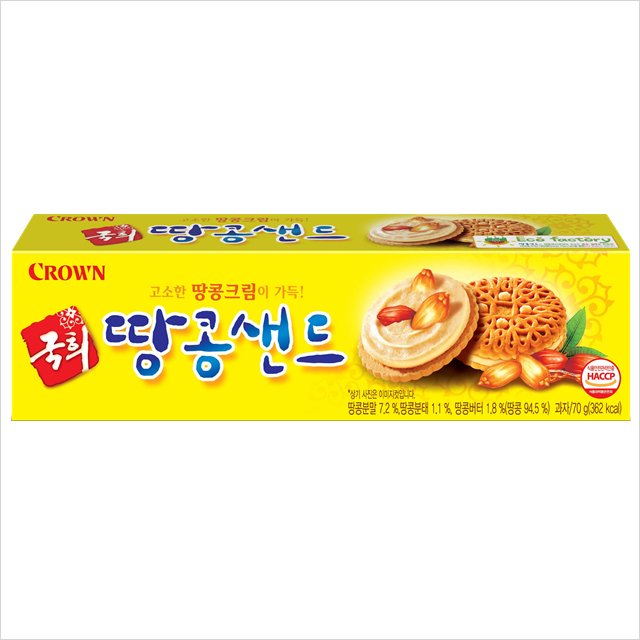 CROWN
고소한 땅콩크림이 가득!
국희 땅콩샌드
Eco factory
CROWN
고소한 땅콩크림이 가득!
국희 땅콩샌드
HACCP
*상기 사진은 이미지컷입니다.
땅콩분말 7.2 %, 땅콩분태 1.1 %, 땅콩버터 1.8 %(땅콩 94.5 %) 과자/70 g(362 kcal)